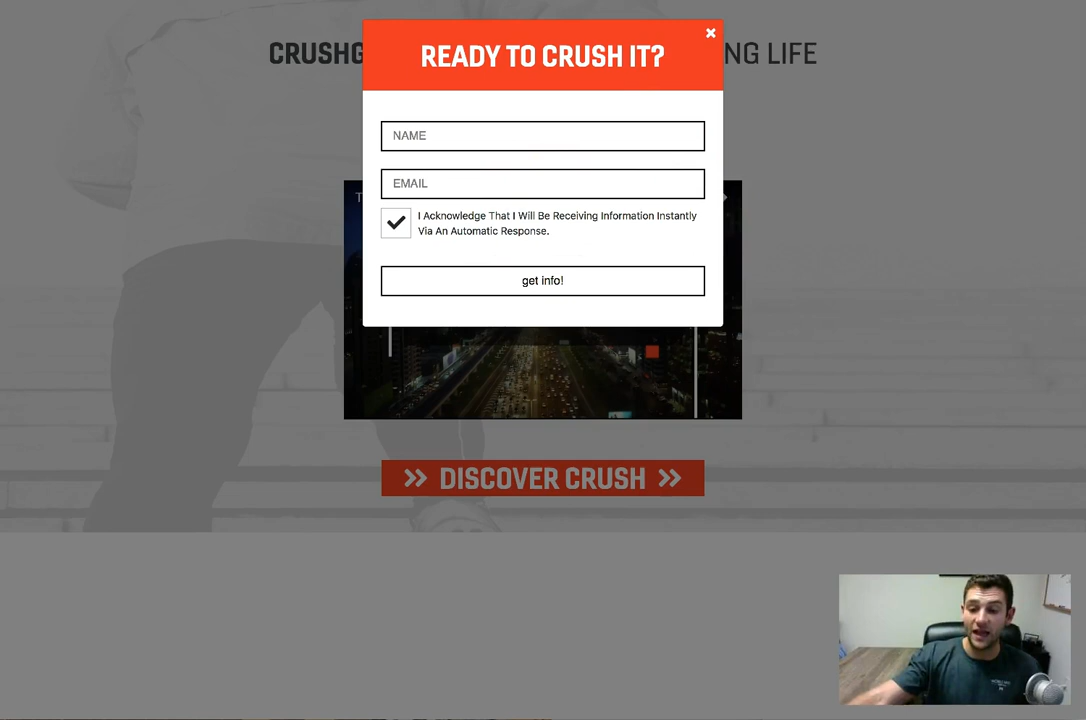 CRUSHG
NG LIFE
READY TO CRUSH IT?
NAME
EMAIL
T
I Acknowledge That I Will Be Receiving Information Instantly
Via An Automatic Response.
get info!
DISCOVER CRUSH